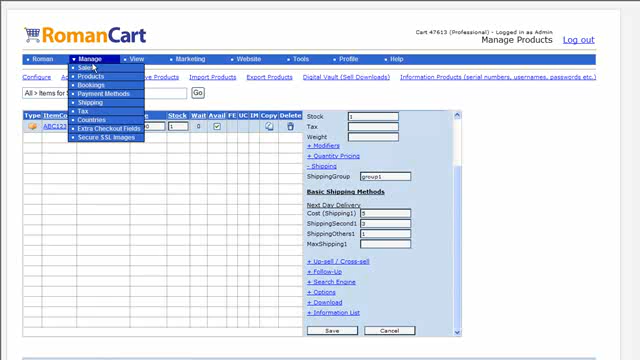 RomanCart
Cart 47613 (Professional) - Logged in as Admin
Manage Products Log out
Roman Manage View Marketing Website Tools Profile Help
Configure Products Import Products Export Products Digital Vault (Sell Downloads) Information Products (serial numbers, usernames, passwords etc.)
All > Items for Go
Sales
Products
Bookings
Payment Methods
Shipping
Tax
Countries
Extra Checkout Fields
Secure SSL Images
Type Stock Wait Avail FE UC IM Copy Delete
ABC123 1
Stock 1
Tax
Weight
+ Modifiers
+ Quantity Pricing
- Shipping
ShippingGroup group1
Basic Shipping Methods
Next Day Delivery
Cost (Shipping1) 5
ShippingSecond1 3
ShippingOthers1 1
MaxShipping1
+ Up-sell / Cross-sell
+ Follow-Up
+ Search Engine
+ Options
+ Download
+ Information List
Save Cancel